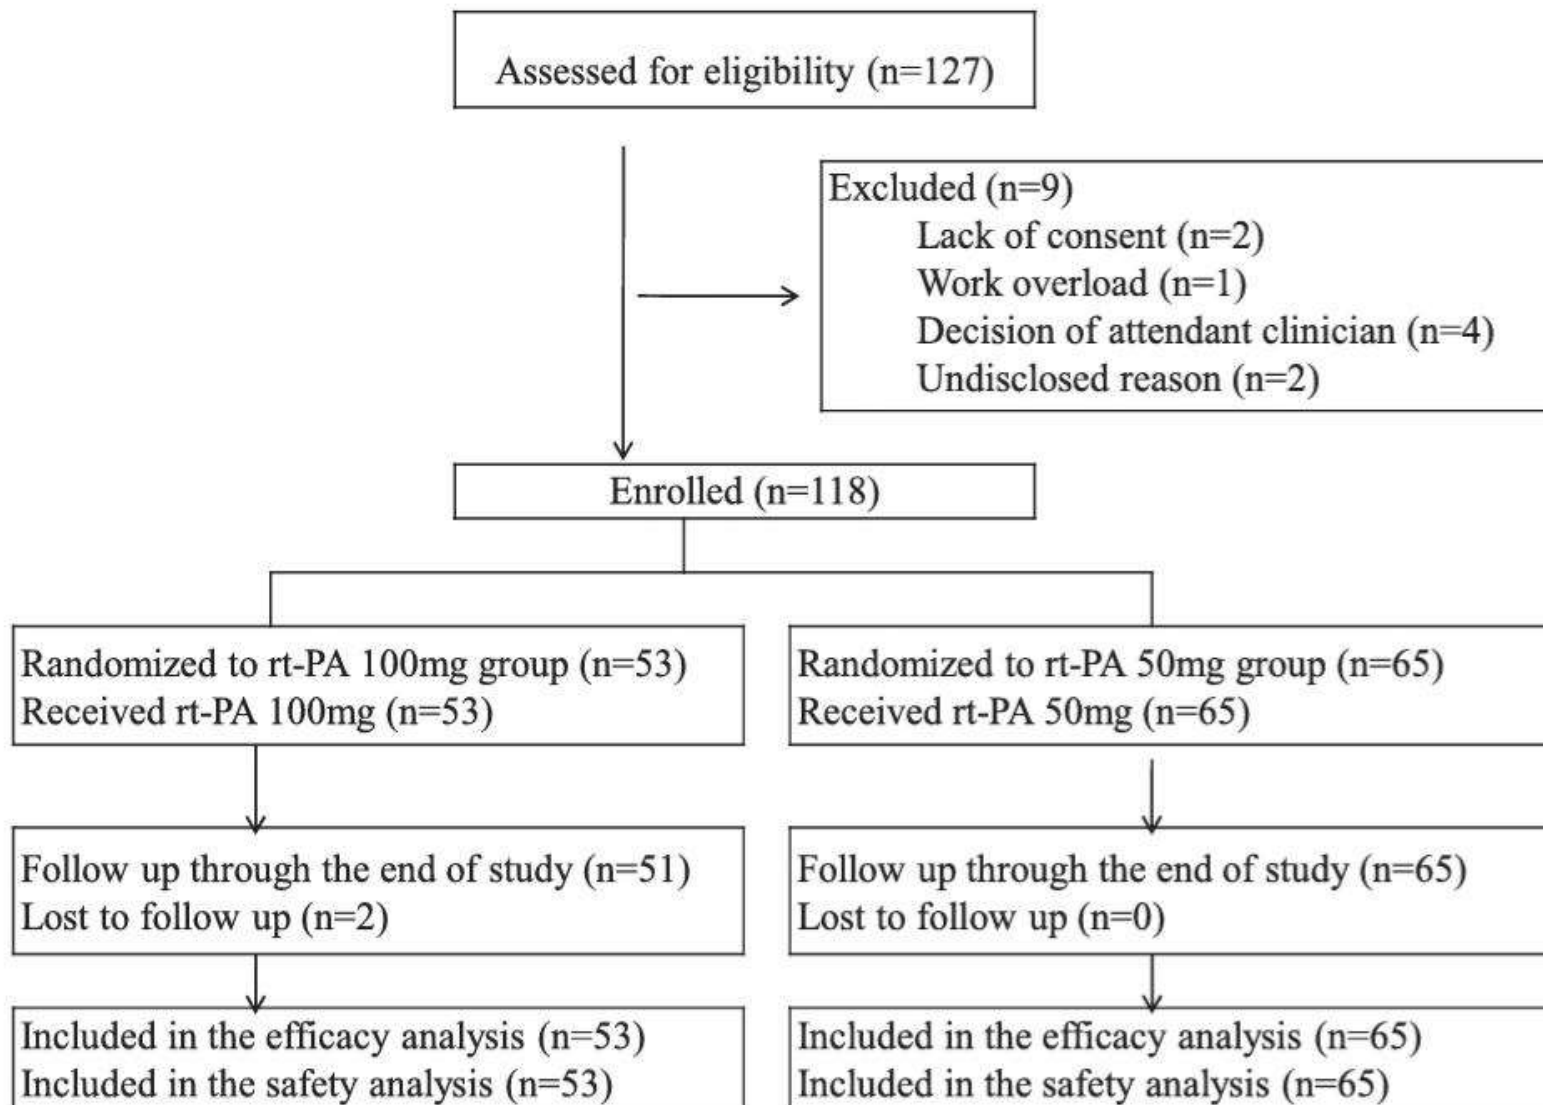 Assessed for eligibility (n=127)
Excluded (n=9)
Lack of consent (n=2)
Work overload (n=1)
Decision of attendant clinician (n=4)
Undisclosed reason (n=2)
Enrolled (n=118)
Randomized to rt-PA 100mg group (n=53)
Received rt-PA 100mg (n=53)
Randomized to rt-PA 50mg group (n=65)
Received rt-PA 50mg (n=65)
Follow up through the end of study (n=51)
Lost to follow up (n=2)
Follow up through the end of study (n=65)
Lost to follow up (n=0)
Included in the efficacy analysis (n=53)
Included in the safety analysis (n=53)
Included in the efficacy analysis (n=65)
Included in the safety analysis (n=65)